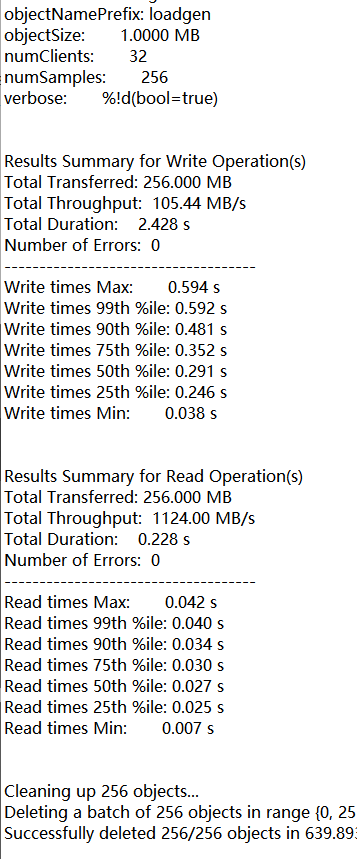 objectNamePrefix: loadgen
objectSize: 1.0000 MB
numClients: 32
numSamples: 256
verbose: %!d(bool=true)
Results Summary for Write Operation(s)
Total Transferred: 256.000 MB
Total Throughput: 105.44 MB/s
Total Duration: 2.428 s
Number of Errors: 0
------------------------------------
Write times Max: 0.594 s
Write times 99th %ile: 0.592 s
Write times 90th %ile: 0.481 s
Write times 75th %ile: 0.352 s
Write times 50th %ile: 0.291 s
Write times 25th %ile: 0.246 s
Write times Min: 0.038 s
Results Summary for Read Operation(s)
Total Transferred: 256.000 MB
Total Throughput: 1124.00 MB/s
Total Duration: 0.228 s
Number of Errors: 0
------------------------------------
Read times Max: 0.042 s
Read times 99th %ile: 0.040 s
Read times 90th %ile: 0.034 s
Read times 75th %ile: 0.030 s
Read times 50th %ile: 0.027 s
Read times 25th %ile: 0.025 s
Read times Min: 0.007 s
Cleaning up 256 objects...
Deleting a batch of 256 objects in range {0, 25
Successfully deleted 256/256 objects in 639.893